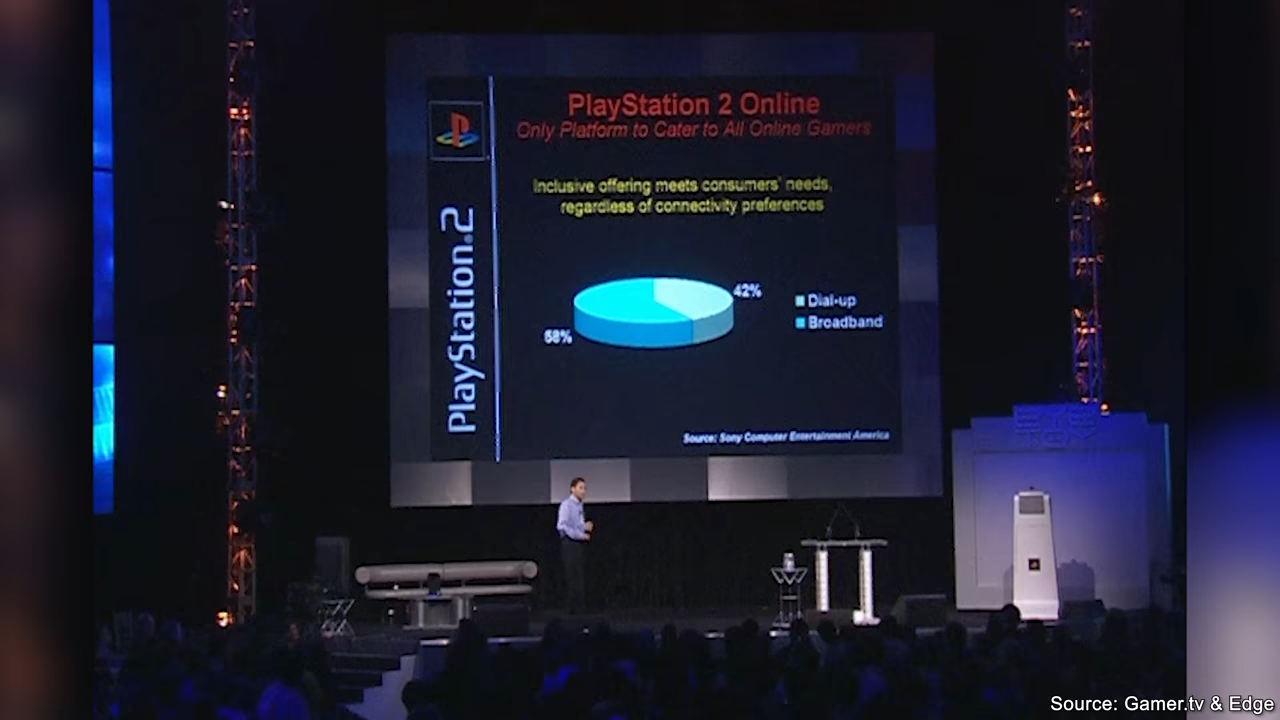 PlayStation 2 Online
Only Platform to Cater to All Online Gamers
Inclusive offering meets consumers' needs,
regardless of connectivity preferences
42%
58%
Dial-up
Broadband
PlayStation.2
Source: Sony Computer Entertainment America
Source: Gamer.tv & Edge